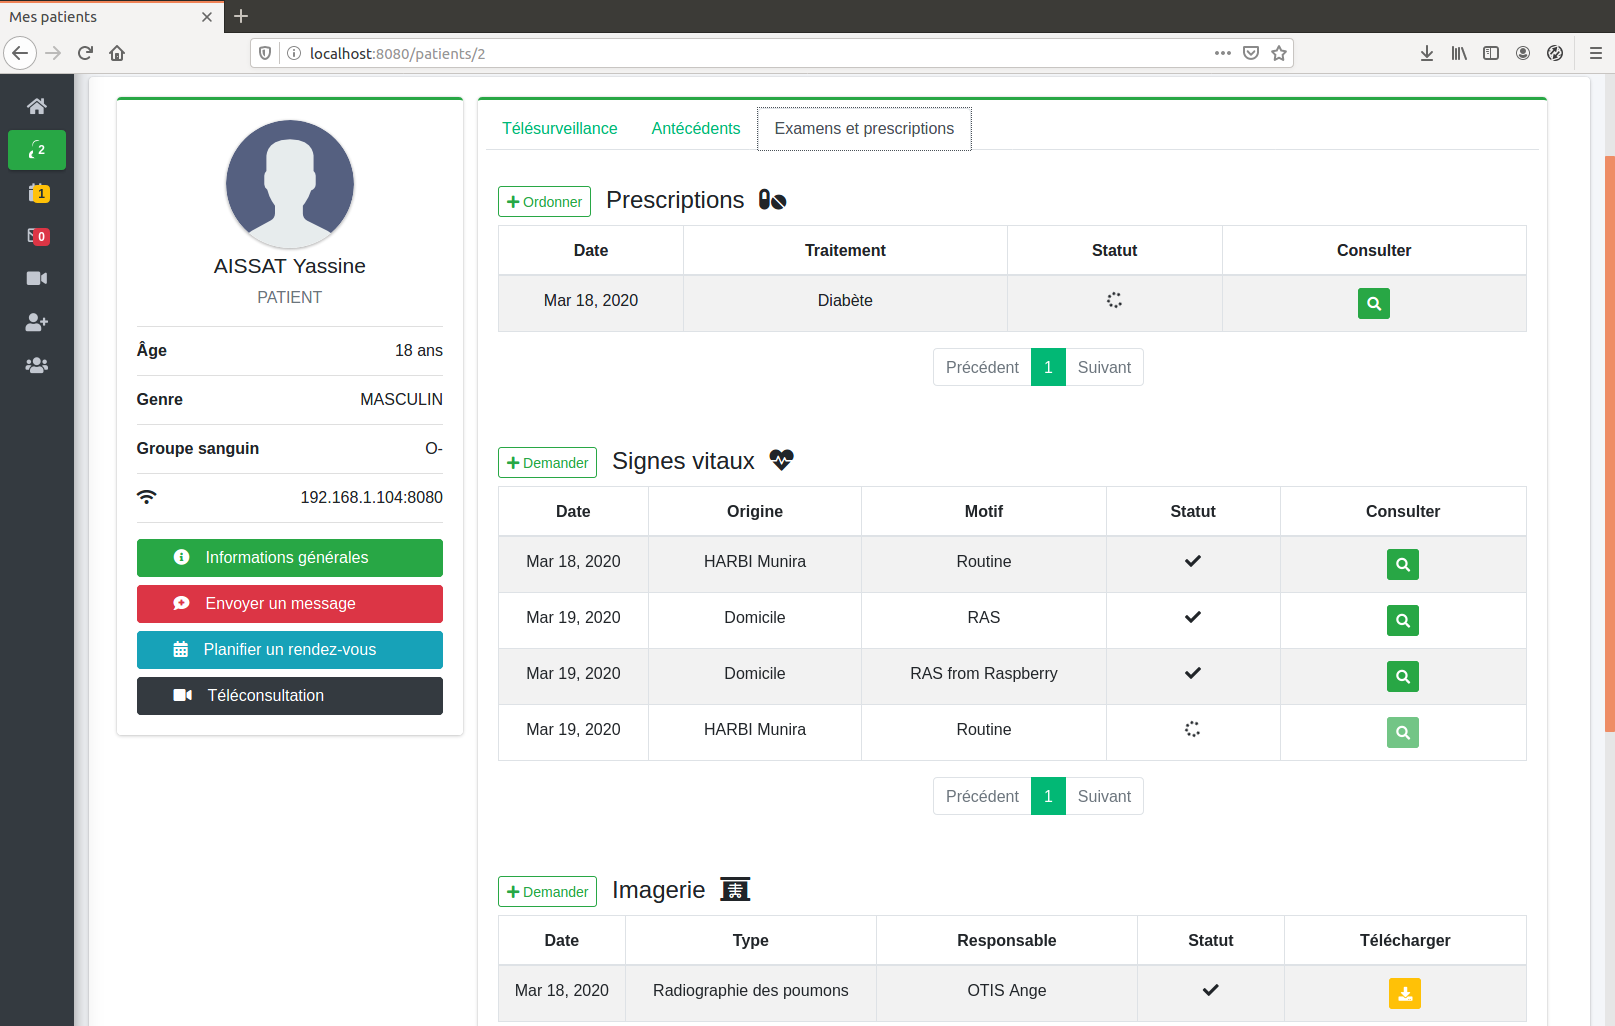 Mes patients
localhost:8080/patients/2
2
1
0
AISSAT Yassine
PATIENT
Âge 18 ans
Genre MASCULIN
Groupe sanguin O-
192.168.1.104:8080
Informations générales
Envoyer un message
Planifier un rendez-vous
Téléconsultation
Télésurveillance Antécédents Examens et prescriptions
Ordonner Prescriptions
Date Traitement Statut Consulter
Mar 18, 2020 Diabète
Précédent 1 Suivant
Demander Signes vitaux
Date Origine Motif Statut Consulter
Mar 18, 2020 HARBI Munira Routine
Mar 19, 2020 Domicile RAS
Mar 19, 2020 Domicile RAS from Raspberry
Mar 19, 2020 HARBI Munira Routine
Précédent 1 Suivant
Demander Imagerie
Date Type Responsable Statut Télécharger
Mar 18, 2020 Radiographie des poumons OTIS Ange